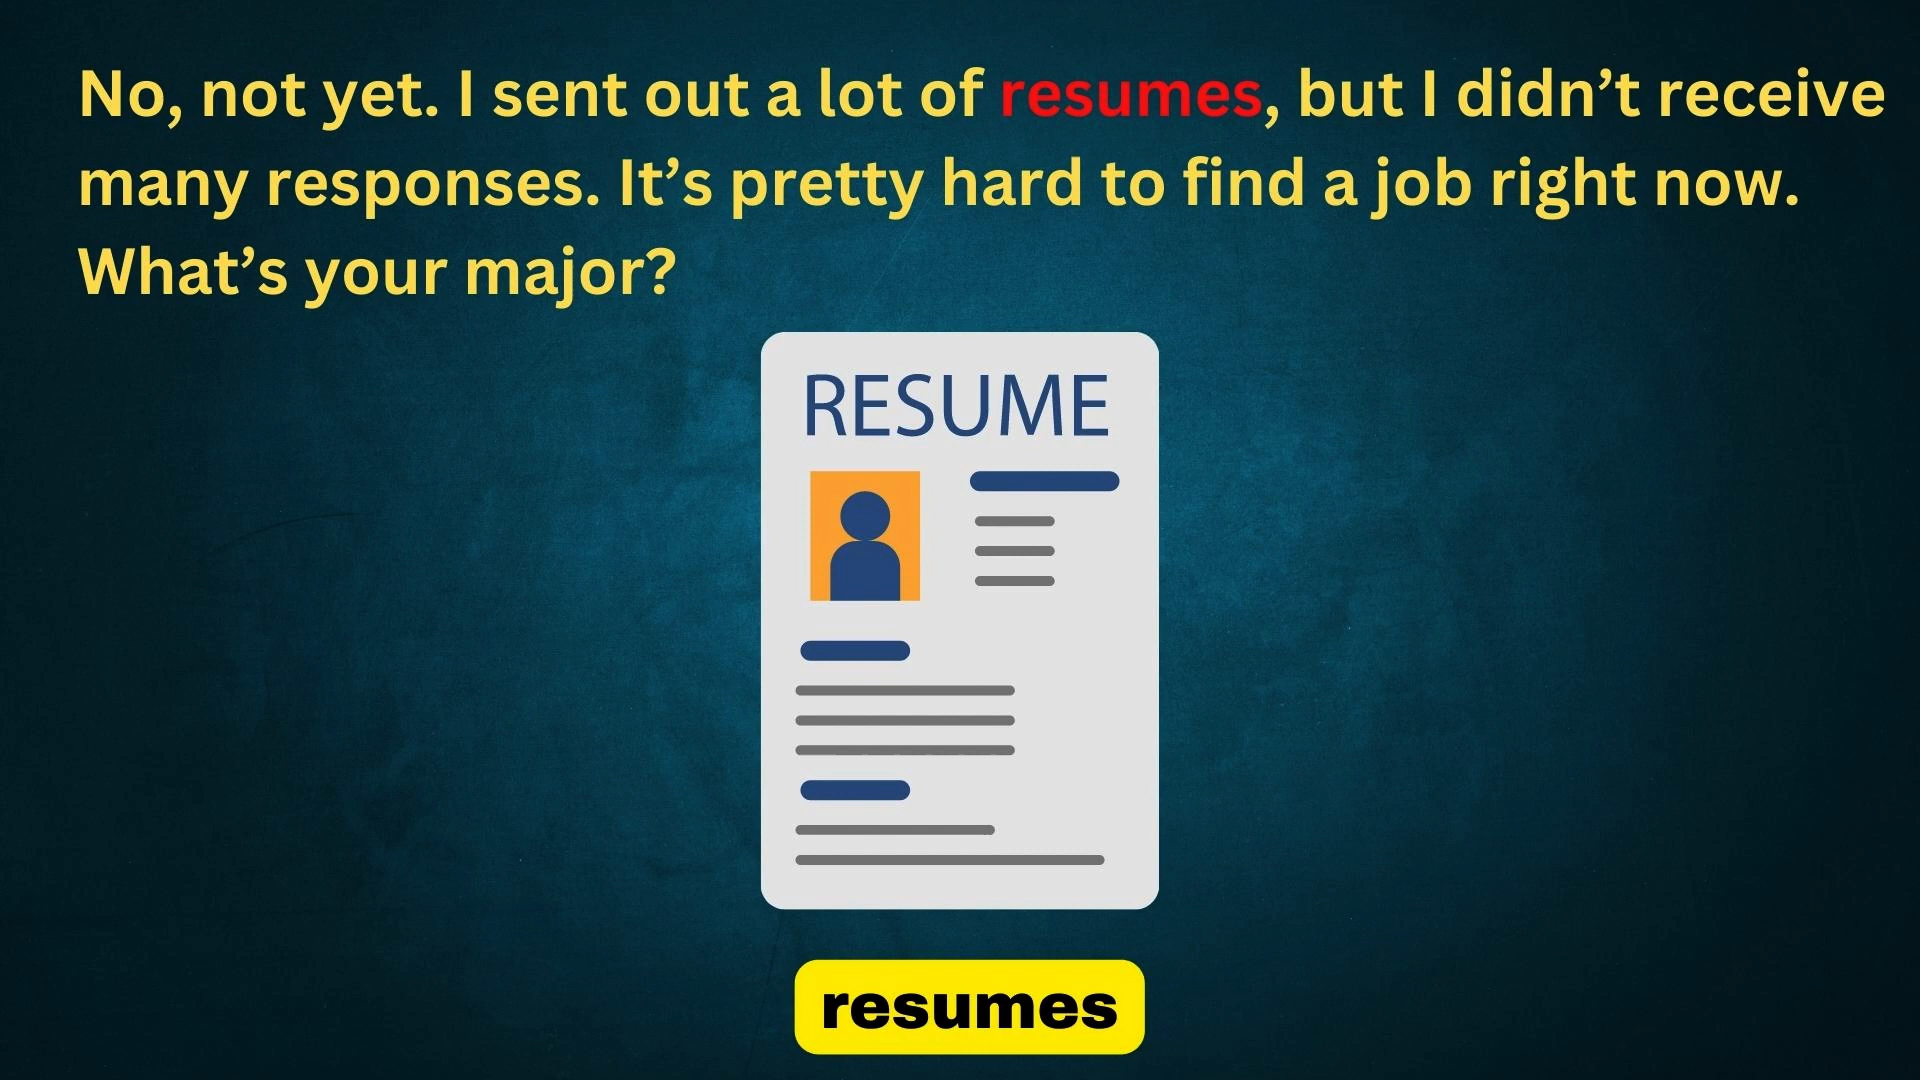 No, not yet. I sent out a lot of resumes, but I didn’t receive
many responses. It’s pretty hard to find a job right now.
What’s your major?
RESUME
resumes